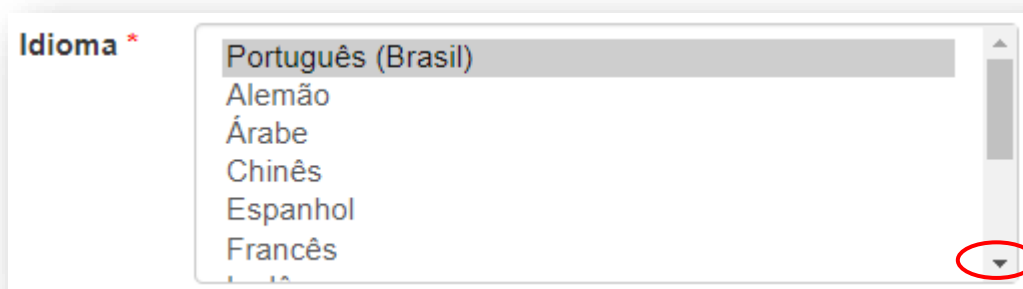 Idioma *
Português (Brasil)
Alemão
Árabe
Chinês
Espanhol
Francês